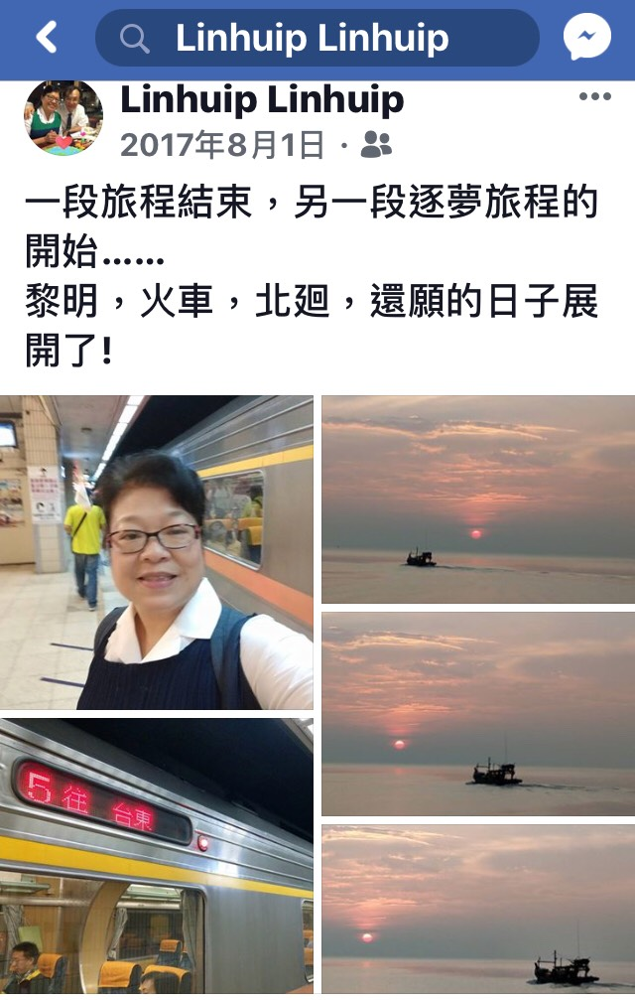 Linhuip Linhuip
Linhuip Linhuip
2017年8月1日
一段旅程結束，另一段逐夢旅程的
開始......
黎明，火車，北迴，還願的日子展
開了!
5 往 台東